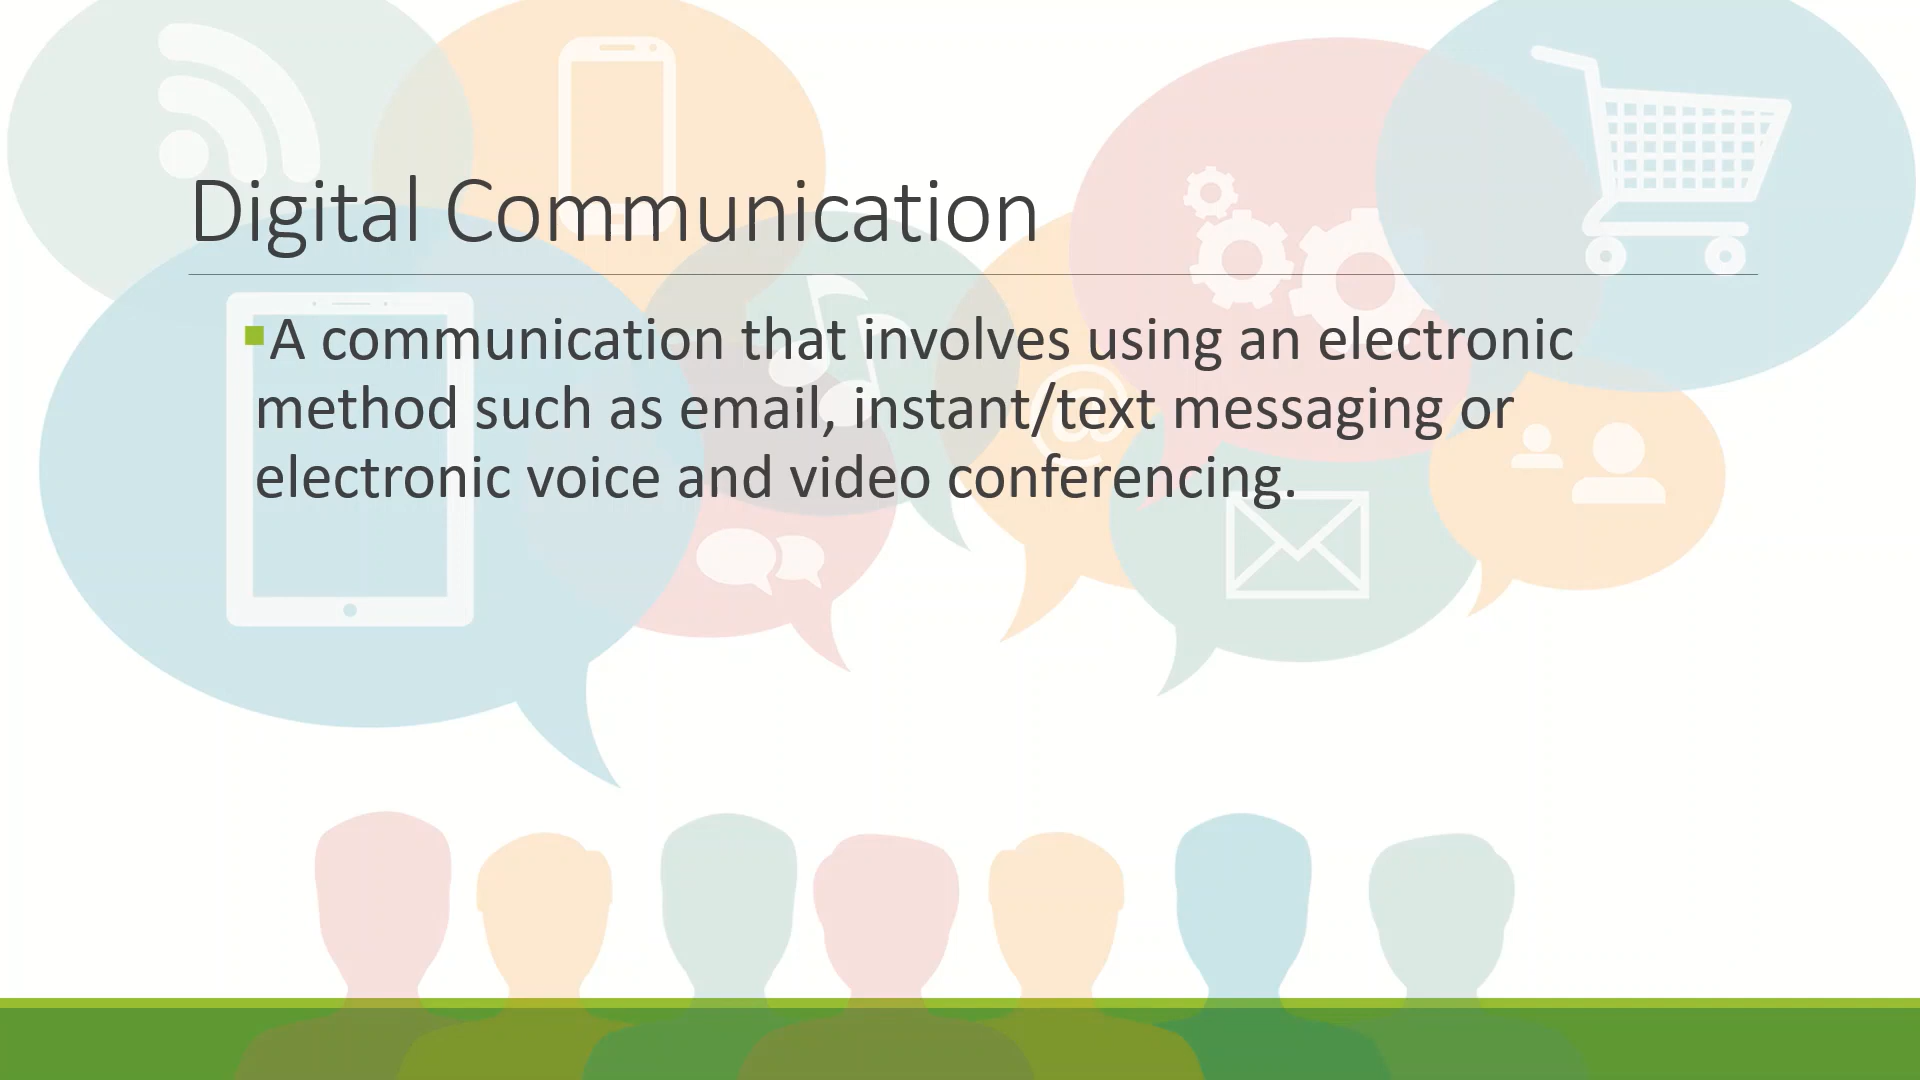 Digital Communication
A communication that involves using an electronic
method such as email, instant/text messaging or
electronic voice and video conferencing.
@